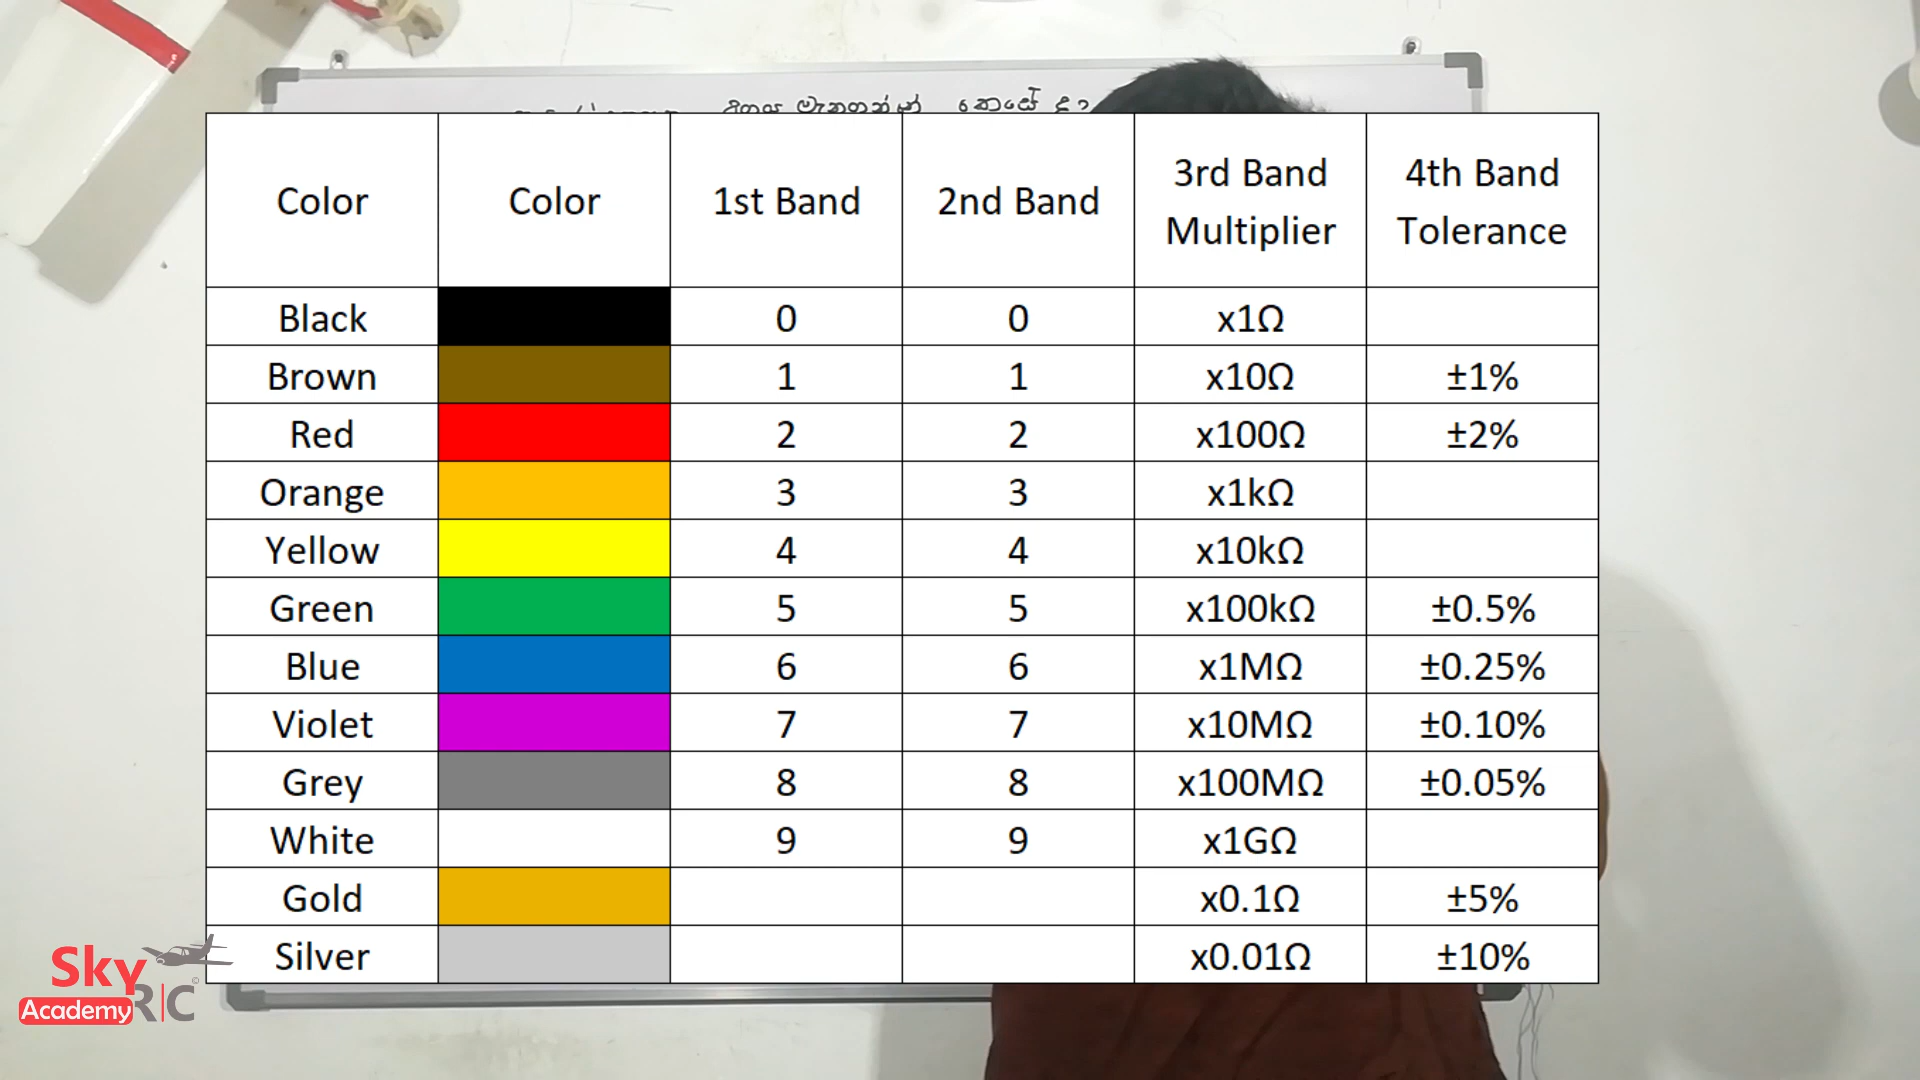 දිගය මැනගන්නේ කෙසේ ද?
Color Color 1st Band 2nd Band 3rd Band Multiplier 4th Band Tolerance
Black 0 0 x1Ω
Brown 1 1 x10Ω ±1%
Red 2 2 x100Ω ±2%
Orange 3 3 x1kΩ
Yellow 4 4 x10kΩ
Green 5 5 x100kΩ ±0.5%
Blue 6 6 x1MΩ ±0.25%
Violet 7 7 x10MΩ ±0.10%
Grey 8 8 x100MΩ ±0.05%
White 9 9 x1GΩ
Gold x0.1Ω ±5%
Silver x0.01Ω ±10%
Sky
Academy R|C